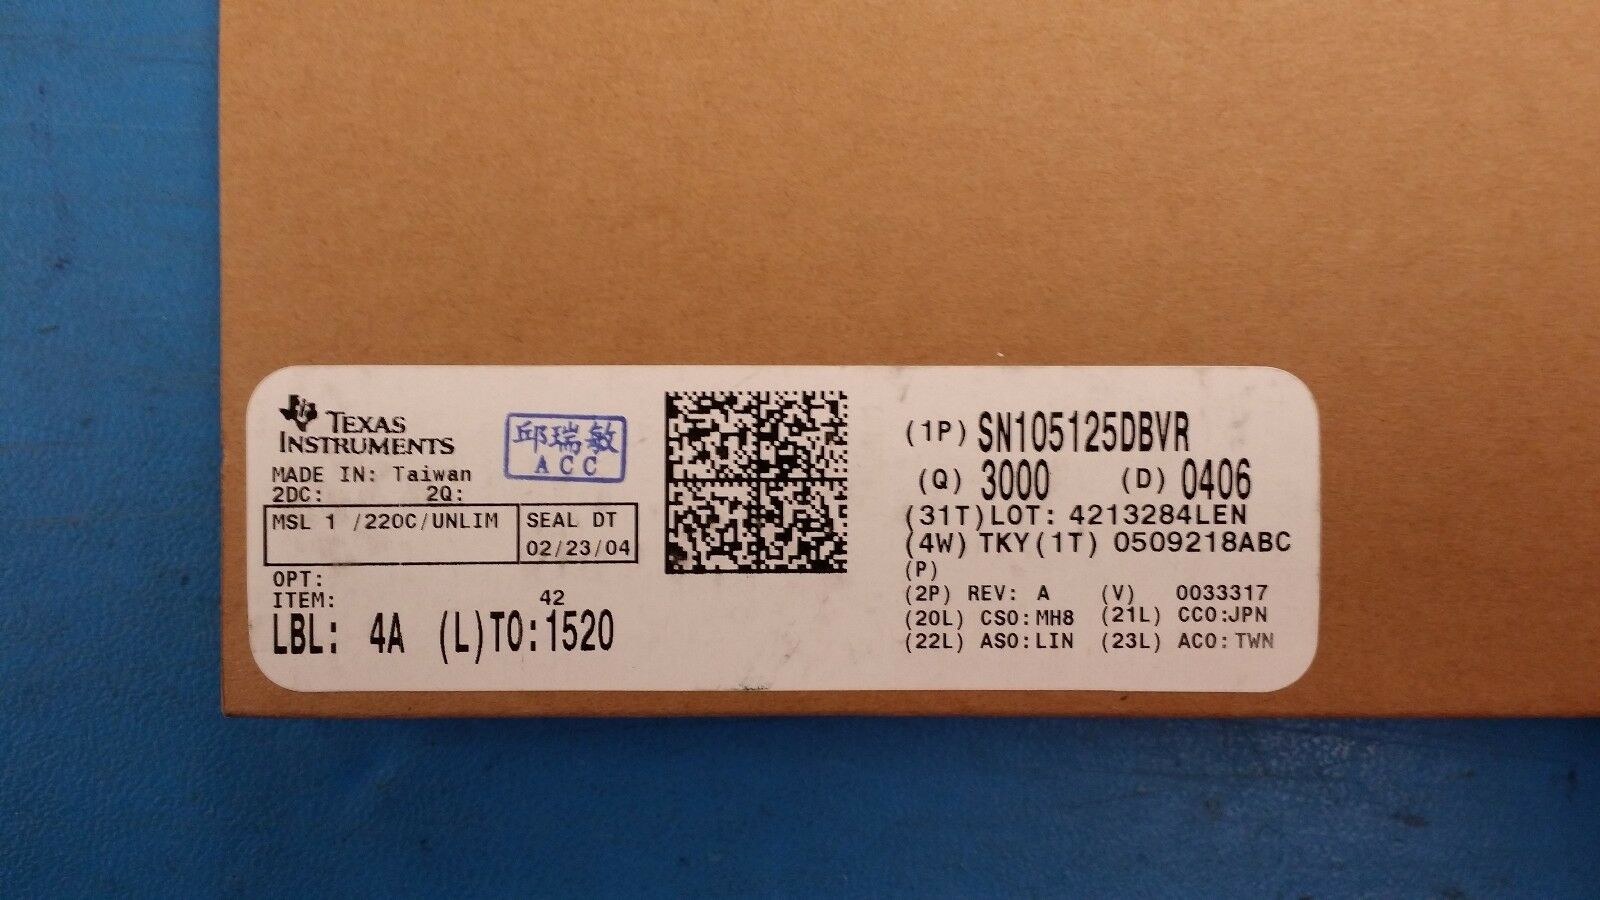 TEXAS
INSTRUMENTS
MADE IN: Taiwan
2DC: 2Q:
MSL 1 /220C/UNLIM
SEAL DT
02/23/04
OPT:
ITEM: 42
LBL: 4A (L)TO:1520
邱瑞敏
ACC
(1P) SN105125DBVR
(Q) 3000 (D) 0406
(31T)LOT: 4213284LEN
(4W) TKY(1T) 0509218ABC
(P)
(2P) REV: A (V) 0033317
(20L) CSO:MH8 (21L) CCO:JPN
(22L) ASO:LIN (23L) ACO:TWN